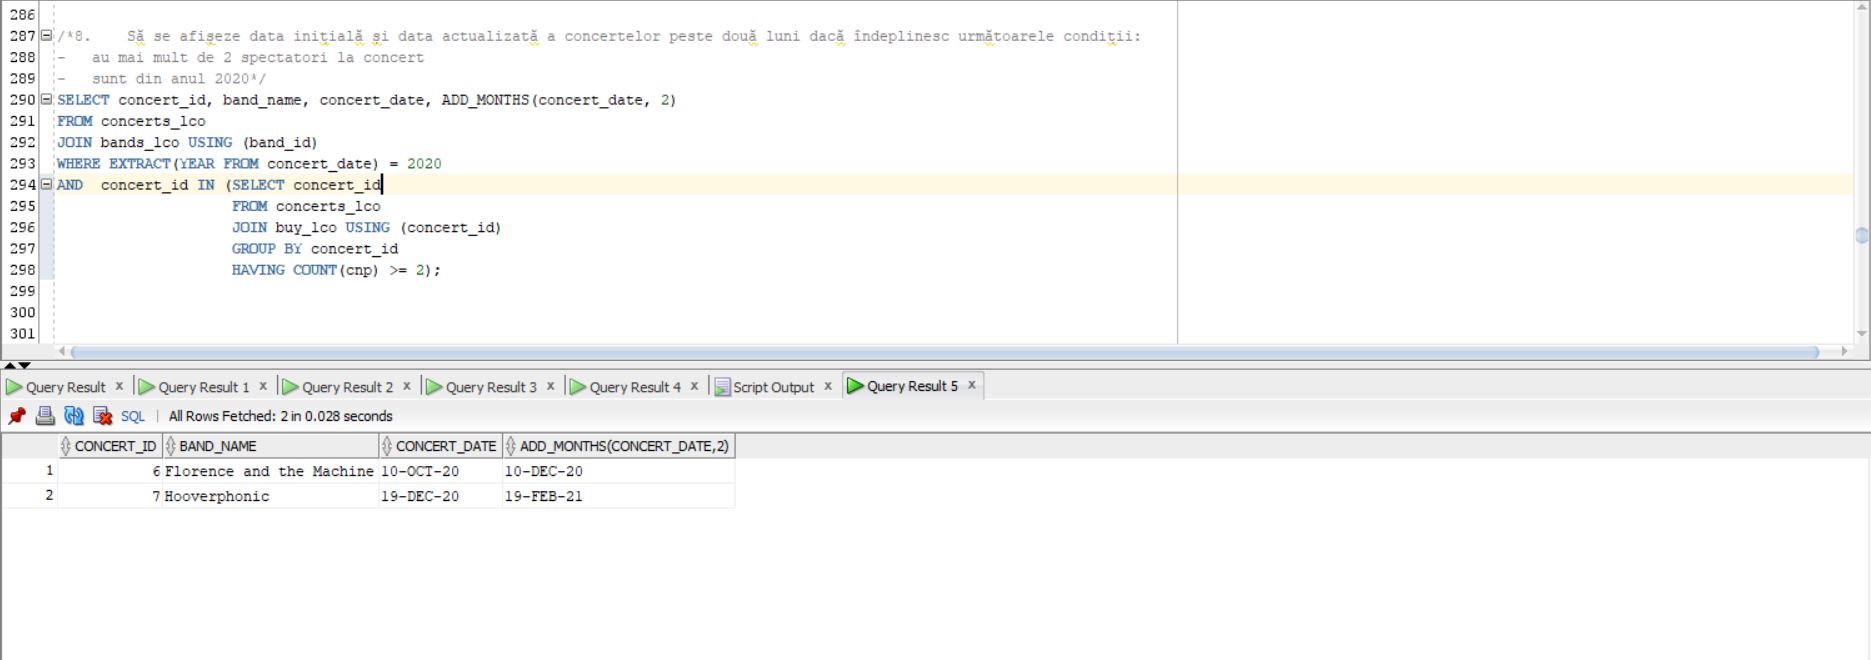 286
287 /*8.    Să se afișeze data inițială și data actualizată a concertelor peste două luni dacă îndeplinesc următoarele condiții:
288 -   au mai mult de 2 spectatori la concert
289 -   sunt din anul 2020*/
290 SELECT concert_id, band_name, concert_date, ADD_MONTHS(concert_date, 2)
291 FROM concerts_lco
292 JOIN bands_lco USING (band_id)
293 WHERE EXTRACT(YEAR FROM concert_date) = 2020
294 AND  concert_id IN (SELECT concert_id
295                     FROM concerts_lco
296                     JOIN buy_lco USING (concert_id)
297                     GROUP BY concert_id
298                     HAVING COUNT(cnp) >= 2);
299
300
301
Query Result x Query Result 1 x Query Result 2 x Query Result 3 x Query Result 4 x Script Output x Query Result 5 x
SQL | All Rows Fetched: 2 in 0.028 seconds
CONCERT_ID BAND_NAME CONCERT_DATE ADD_MONTHS(CONCERT_DATE,2)
1 6 Florence and the Machine 10-OCT-20 10-DEC-20
2 7 Hooverphonic 19-DEC-20 19-FEB-21